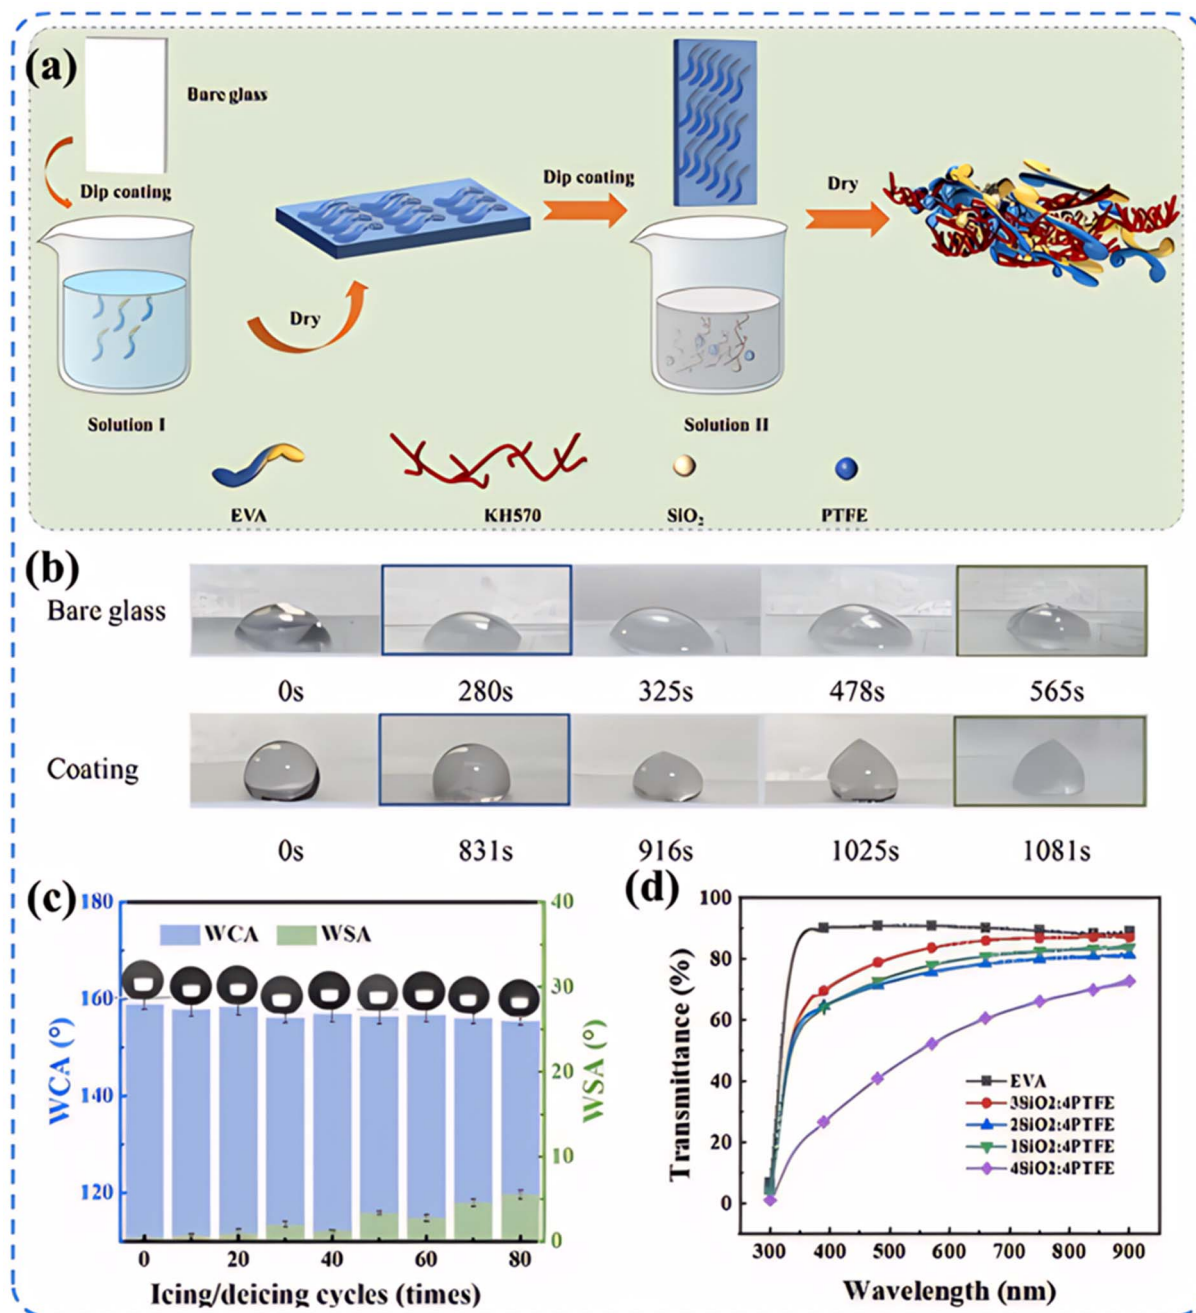 (a)
Bare glass
Dip coating
Dip coating
Dry
Dry
Solution I
Solution II
EVA
KH570
SiO₂
PTFE
(b)
Bare glass
0s 280s 325s 478s 565s
Coating
0s 831s 916s 1025s 1081s
(c)
180
160
140
120
WCA (°)
WCA WSA
40
30
20
10
0
WSA (°)
0 20 40 60 80
Icing/deicing cycles (times)
(d)
100
80
60
40
20
0
Transmittance (%)
EVA
3SiO2:4PTFE
2SiO2:4PTFE
1SiO2:4PTFE
4SiO2:4PTFE
300 400 500 600 700 800 900
Wavelength (nm)